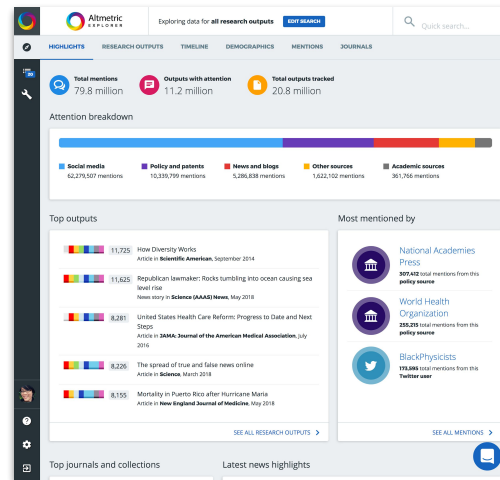 Altmetric
EXPLORER
Exploring data for all research outputs
EDIT SEARCH
Quick search...
HIGHLIGHTS RESEARCH OUTPUTS TIMELINE DEMOGRAPHICS MENTIONS JOURNALS
Total mentions
79.8 million
Outputs with attention
11.2 million
Total outputs tracked
20.8 million
Attention breakdown
Social media
62,279,507 mentions
Policy and patents
10,339,799 mentions
News and blogs
5,286,838 mentions
Other sources
1,622,102 mentions
Academic sources
361,766 mentions
Top outputs
11,725 How Diversity Works
Article in Scientific American, September 2014
11,625 Republican lawmaker: Rocks tumbling into ocean causing sea
level rise
News story in Science (AAAS) News, May 2018
8,281 United States Health Care Reform: Progress to Date and Next
Steps
Article in JAMA: Journal of the American Medical Association, July
2016
8,226 The spread of true and false news online
Article in Science, March 2018
8,155 Mortality in Puerto Rico after Hurricane Maria
Article in New England Journal of Medicine, May 2018
SEE ALL RESEARCH OUTPUTS
Most mentioned by
National Academies
Press
307,412 total mentions from this
policy source
World Health
Organization
255,215 total mentions from this
policy source
BlackPhysicists
173,595 total mentions from this
Twitter user
SEE ALL MENTIONS
Top journals and collections
Latest news highlights